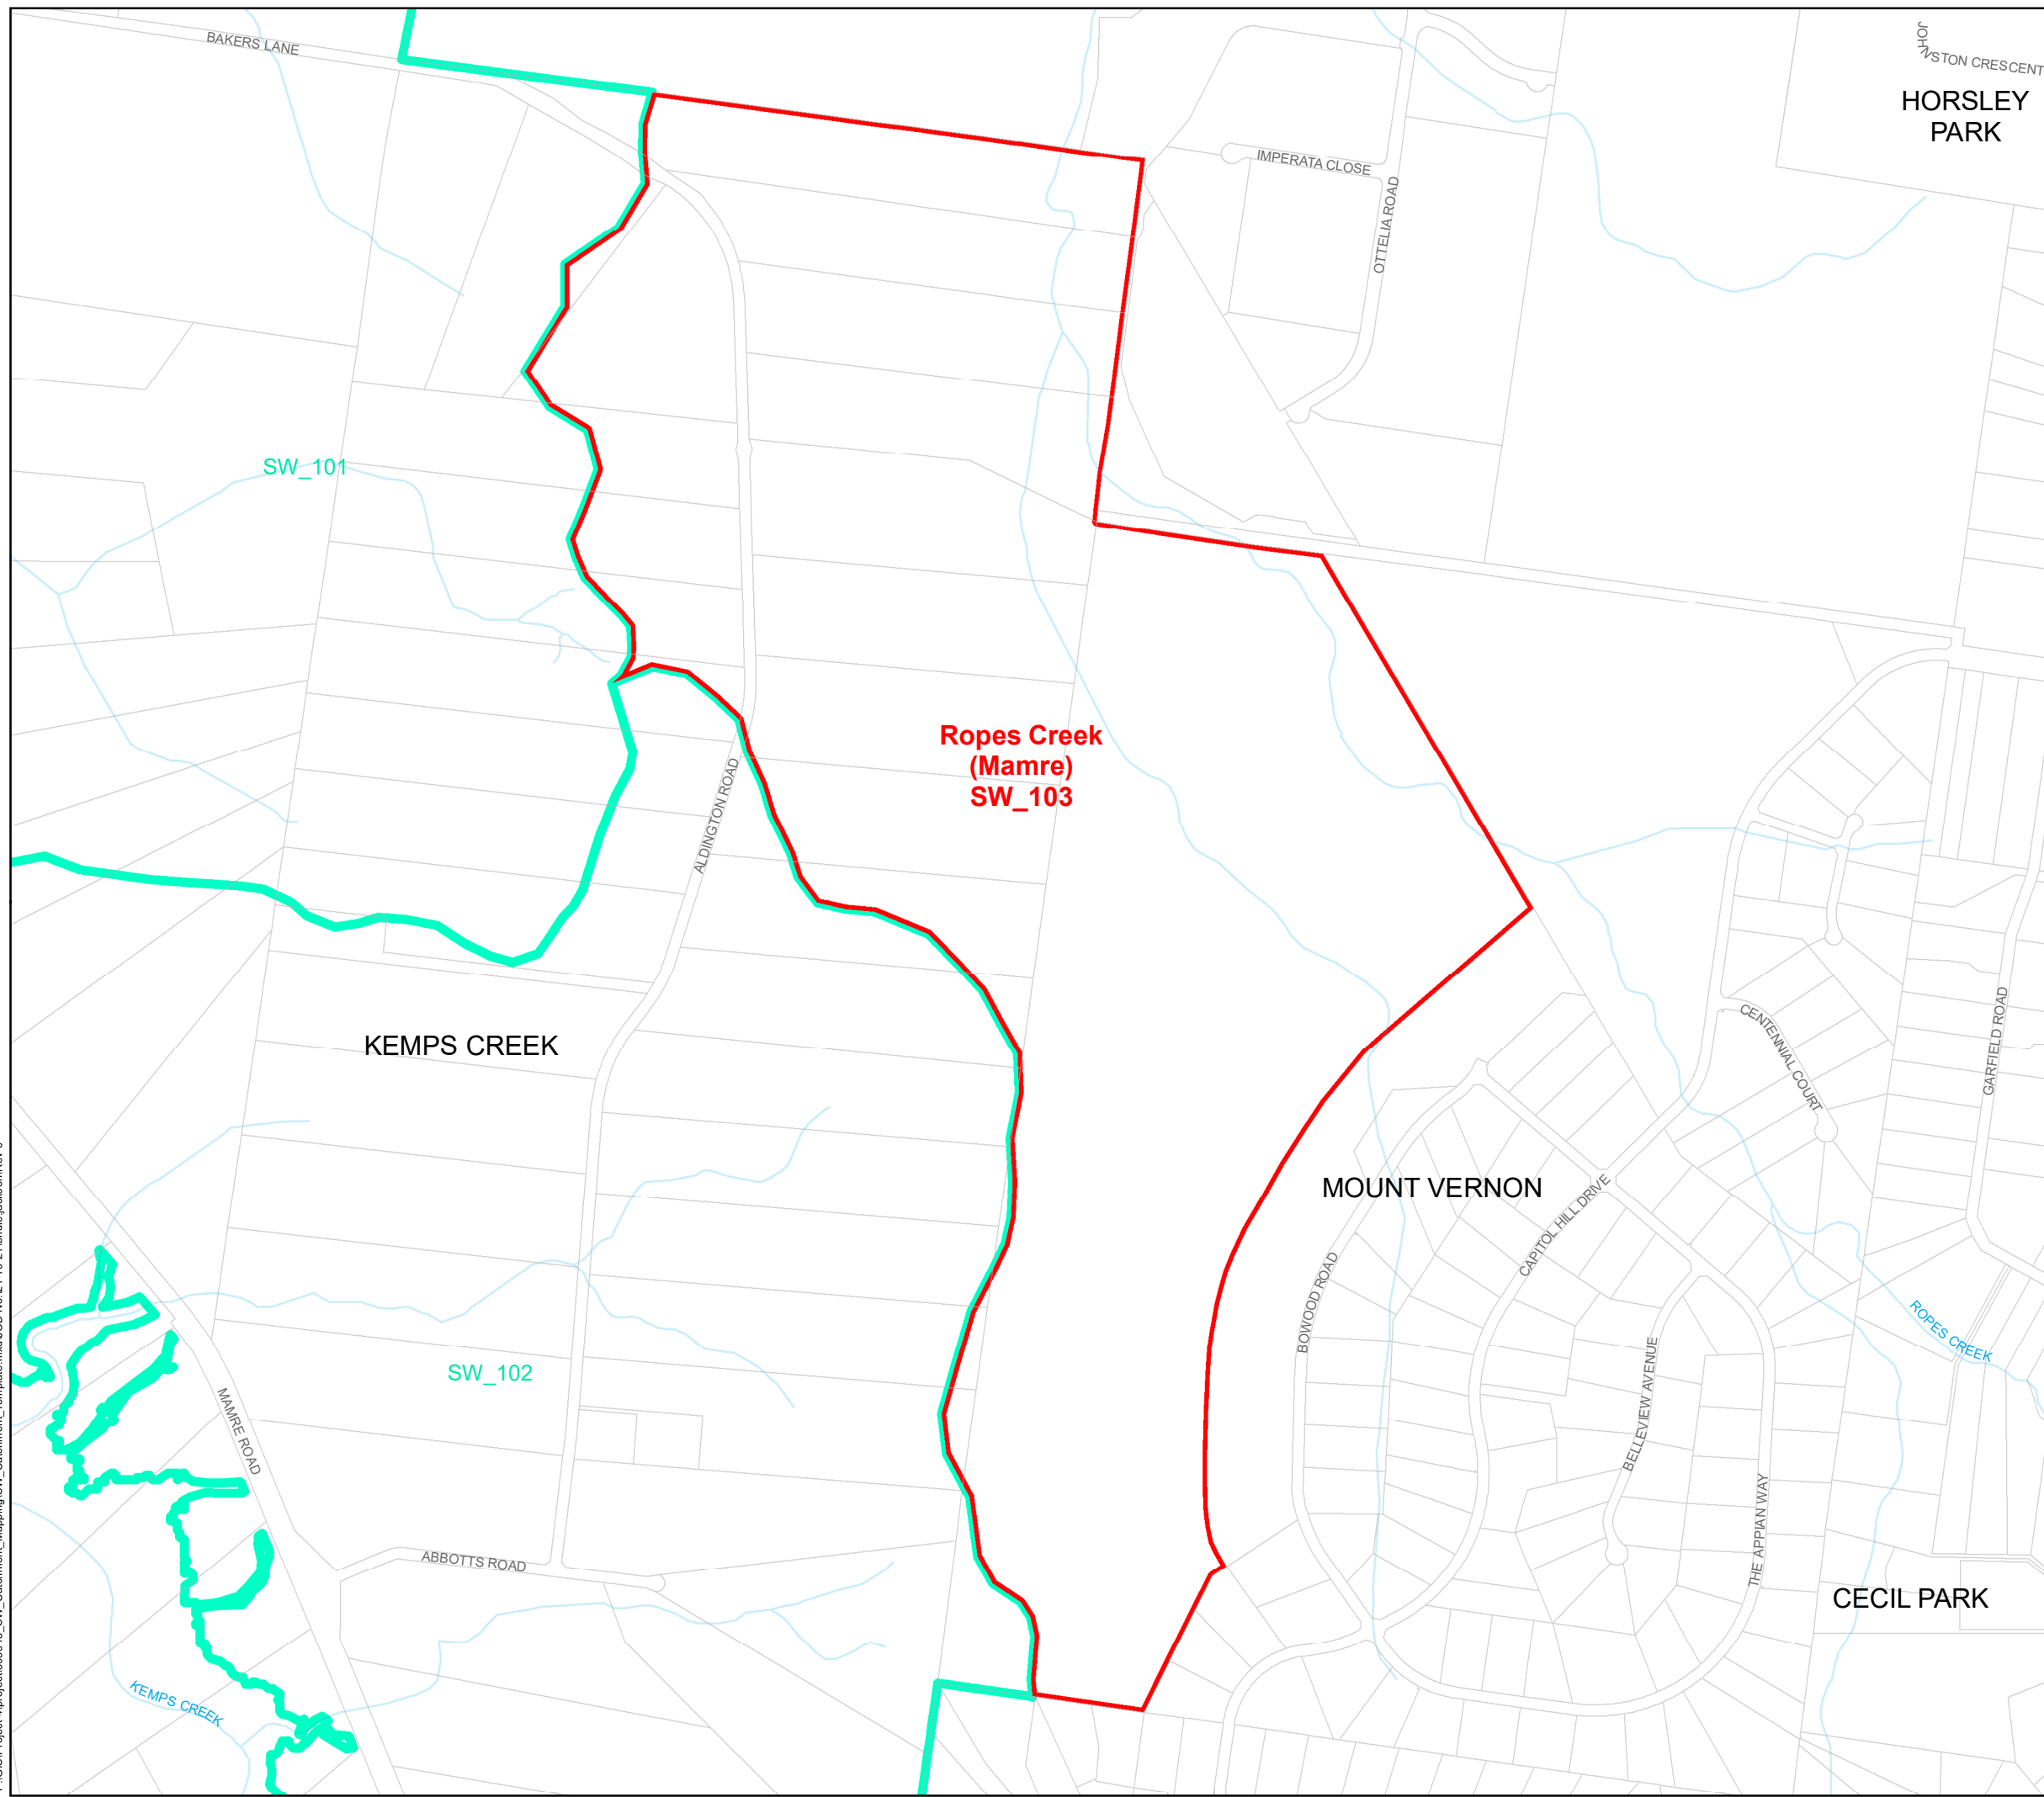 BAKERS LANE
JOHNSTON CRESCENT
HORSLEY
PARK
IMPERATA CLOSE
OTTELIA ROAD
SW_101
Ropes Creek
(Mamre)
SW_103
ALDINGTON ROAD
KEMPS CREEK
CENTENNIAL COURT
GARFIELD ROAD
MOUNT VERNON
CAPITOL HILL DRIVE
BOWOOD ROAD
ROPES CREEK
SW_102
BELLEVIEW AVENUE
MAMRE ROAD
THE APPIAN WAY
ABBOTTS ROAD
CECIL PARK
KEMPS CREEK